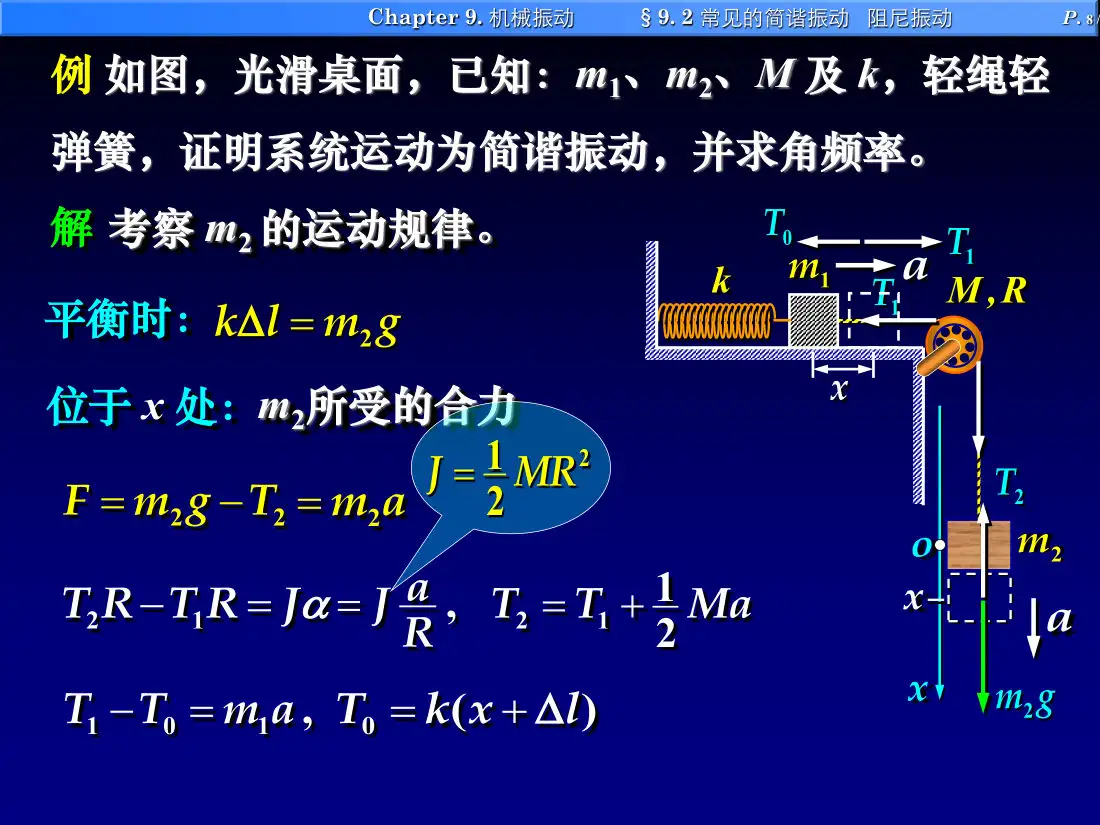 Chapter 9. 机械振动 §9. 2 常见的简谐振动 阻尼振动 P. 8/
例 如图，光滑桌面，已知：m₁、m₂、M 及 k，轻绳轻
弹簧，证明系统运动为简谐振动，并求角频率。
解 考察 m₂ 的运动规律。
平衡时：kΔl = m₂g
位于 x 处：m₂所受的合力
J = 1/2 MR²
F = m₂g − T₂ = m₂a
T₂R − T₁R = Jα = J a/R , T₂ = T₁ + 1/2 Ma
T₁ − T₀ = m₁a , T₀ = k(x + Δl)
T₀ T₁
k m₁ a
T₁ M , R
x
T₂
o m₂
x
a
x m₂g